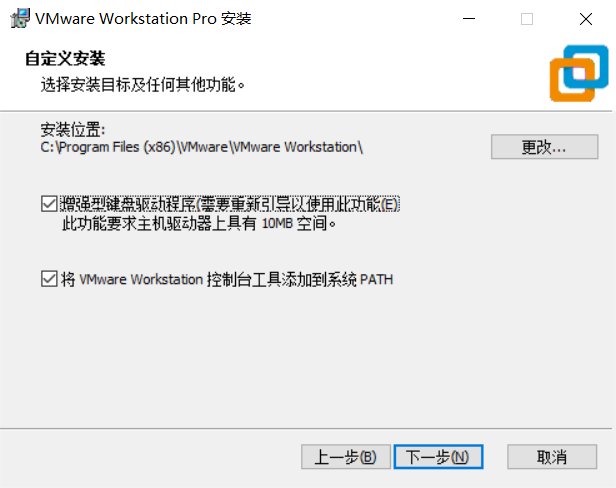 VMware Workstation Pro 安装
自定义安装
选择安装目标及任何其他功能。
安装位置:
C:\Program Files (x86)\VMware\VMware Workstation\
更改...
增强型键盘驱动程序(需要重新引导以使用此功能(E)
此功能要求主机驱动器上具有 10MB 空间。
将 VMware Workstation 控制台工具添加到系统 PATH
上一步(B) 下一步(N) 取消